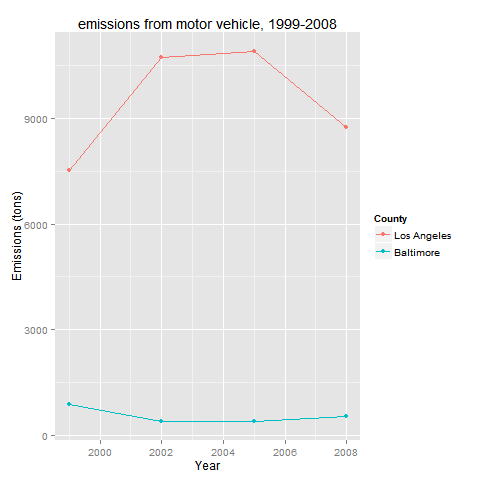 emissions from motor vehicle, 1999-2008
Emissions (tons)
9000
6000
3000
0
2000 2002 2004 2006 2008
Year
County
Los Angeles
Baltimore